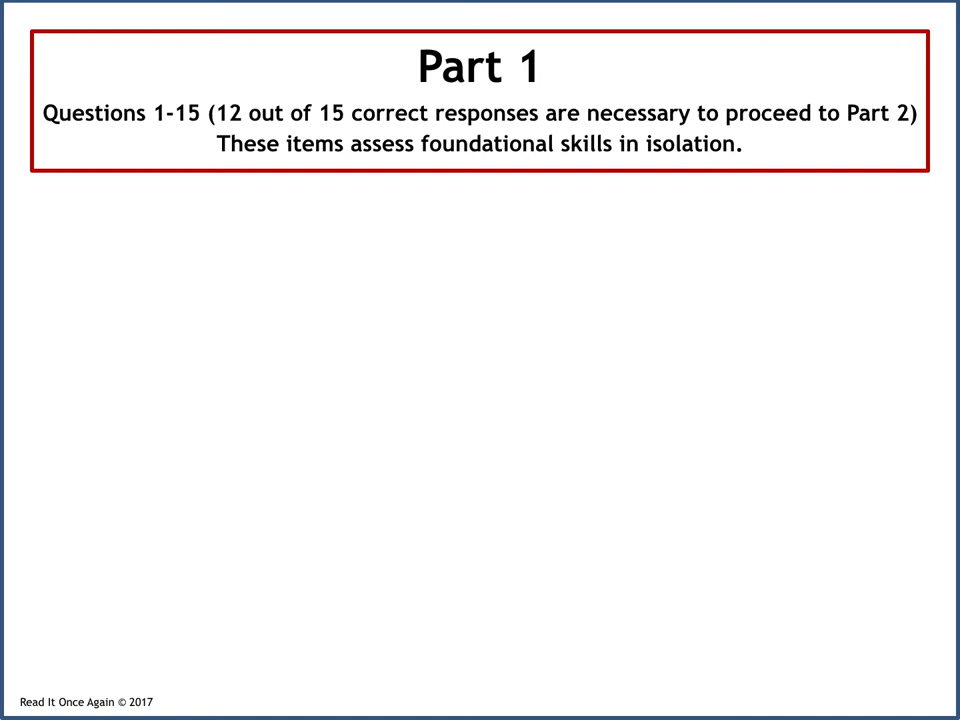 Part 1
Questions 1-15 (12 out of 15 correct responses are necessary to proceed to Part 2)
These items assess foundational skills in isolation.
Read It Once Again © 2017